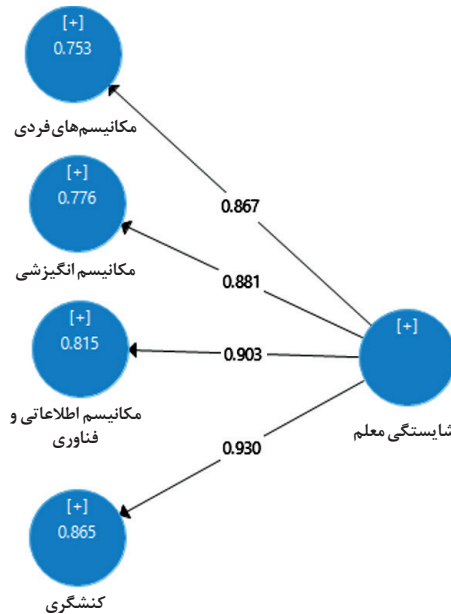 [+]
0.753
مکانیسم‌های فردی
[+]
0.776
مکانیسم انگیزشی
[+]
0.815
مکانیسم اطلاعاتی و
فناوری
[+]
0.865
کنشگری
0.867
0.881
0.903
0.930
[+]
شایستگی معلم